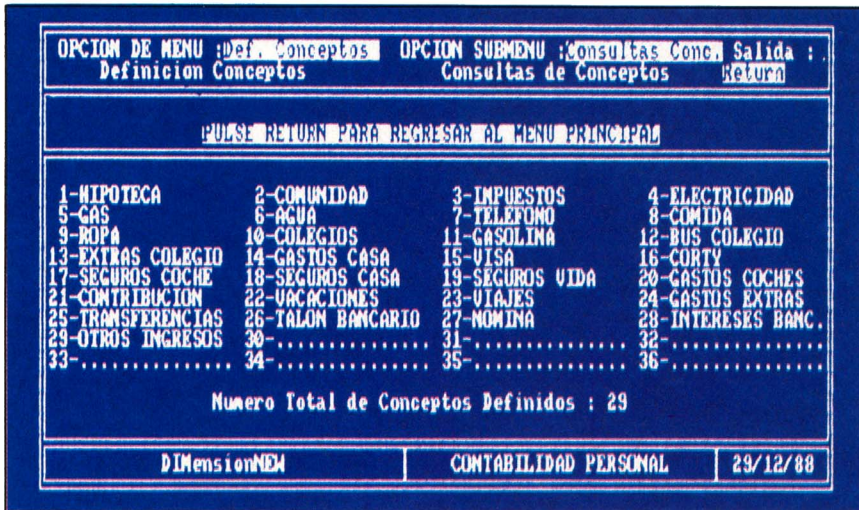 OPCION DE MENU :Def. Conceptos OPCION SUBMENU :Consultas Conc. Salida :
Definicion Conceptos Consultas de Conceptos Return
PULSE RETURN PARA REGRESAR AL MENU PRINCIPAL
1-HIPOTECA 2-COMUNIDAD 3-IMPUESTOS 4-ELECTRICIDAD
5-GAS 6-AGUA 7-TELEFONO 8-COMIDA
9-ROPA 10-COLEGIOS 11-GASOLINA 12-BUS COLEGIO
13-EXTRAS COLEGIO 14-GASTOS CASA 15-VISA 16-CORTY
17-SEGUROS COCHE 18-SEGUROS CASA 19-SEGUROS VIDA 20-GASTOS COCHES
21-CONTRIBUCION 22-VACACIONES 23-VIAJES 24-GASTOS EXTRAS
25-TRANSFERENCIAS 26-TALON BANCARIO 27-NOMINA 28-INTERESES BANC.
29-OTROS INGRESOS 30-............... 31-............... 32-...............
33-............... 34-............... 35-............... 36-...............
Numero Total de Conceptos Definidos : 29
DIMensionNEW CONTABILIDAD PERSONAL 29/12/88